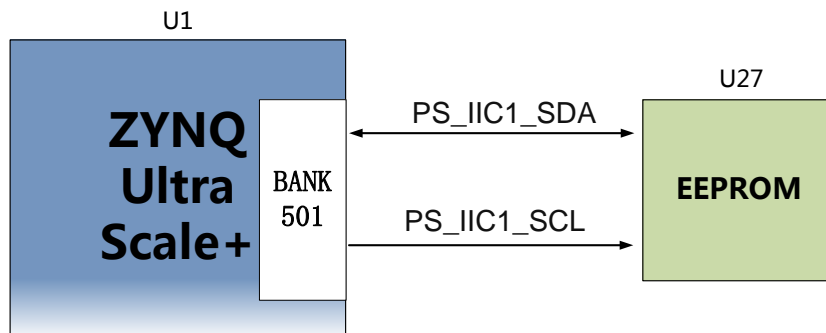 U1
U27
ZYNQ
Ultra
Scale+
BANK
501
PS_IIC1_SDA
PS_IIC1_SCL
EEPROM